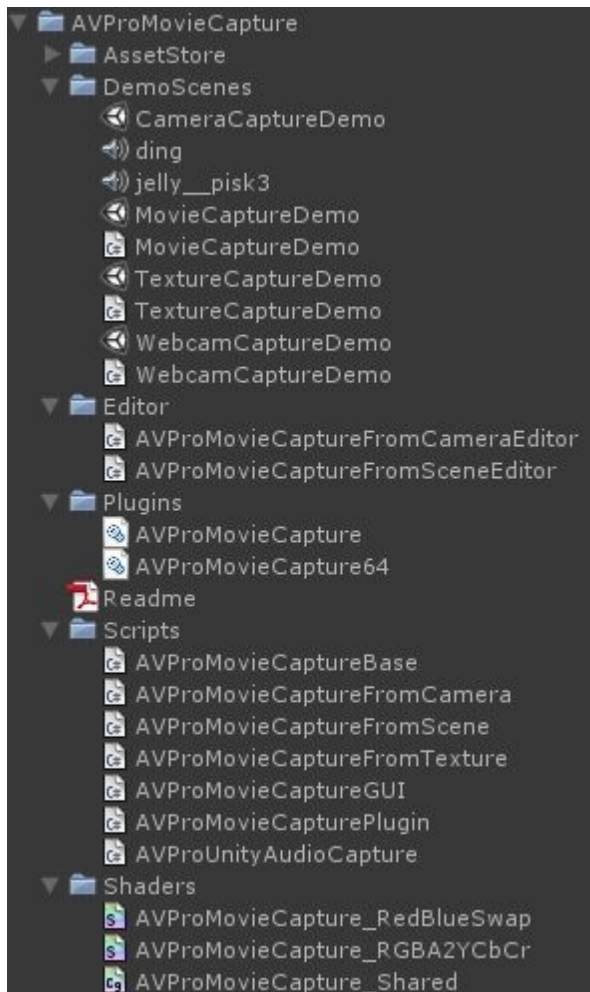 AVProMovieCapture
AssetStore
DemoScenes
CameraCaptureDemo
ding
jelly__pisk3
MovieCaptureDemo
MovieCaptureDemo
TextureCaptureDemo
TextureCaptureDemo
WebcamCaptureDemo
WebcamCaptureDemo
Editor
AVProMovieCaptureFromCameraEditor
AVProMovieCaptureFromSceneEditor
Plugins
AVProMovieCapture
AVProMovieCapture64
Readme
Scripts
AVProMovieCaptureBase
AVProMovieCaptureFromCamera
AVProMovieCaptureFromScene
AVProMovieCaptureFromTexture
AVProMovieCaptureGUI
AVProMovieCapturePlugin
AVProUnityAudioCapture
Shaders
AVProMovieCapture_RedBlueSwap
AVProMovieCapture_RGBA2YCbCr
AVProMovieCapture_Shared